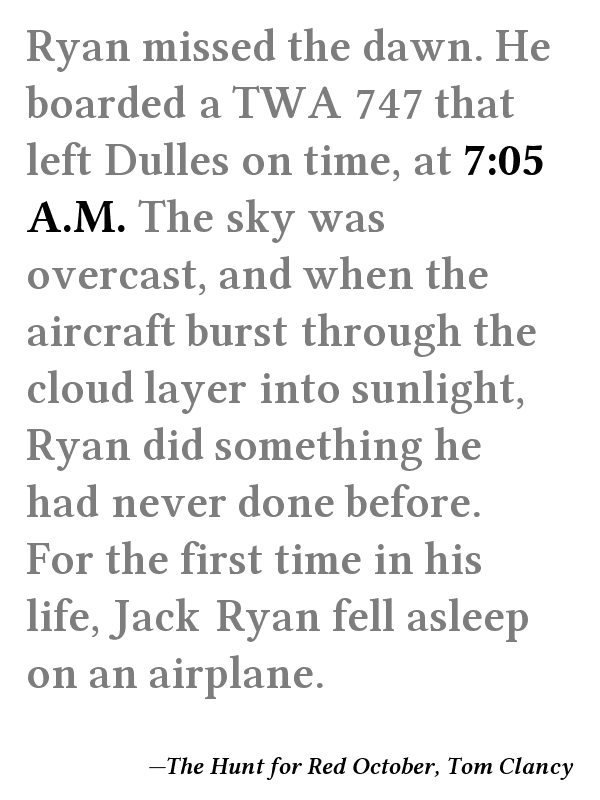 Ryan missed the dawn. He
boarded a TWA 747 that
left Dulles on time, at 7:05
A.M. The sky was
overcast, and when the
aircraft burst through the
cloud layer into sunlight,
Ryan did something he
had never done before.
For the first time in his
life, Jack Ryan fell asleep
on an airplane.
—The Hunt for Red October, Tom Clancy